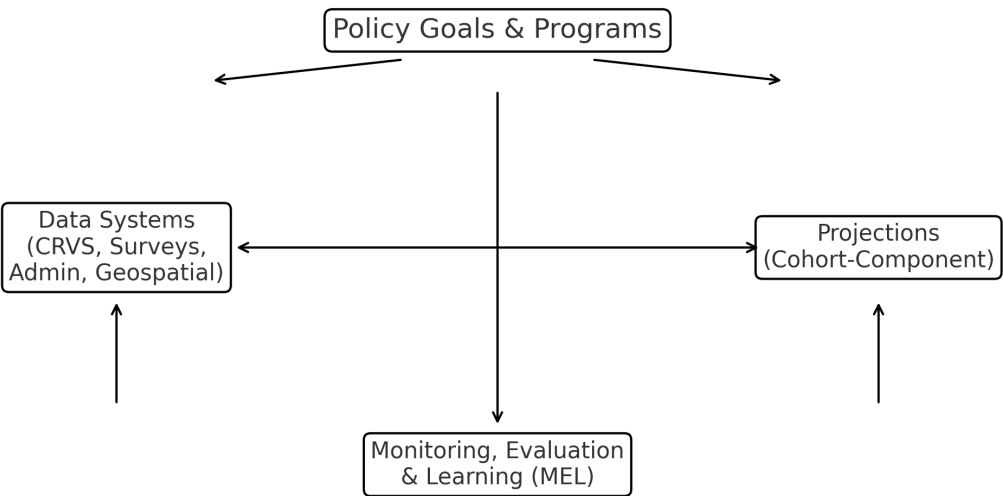 Policy Goals & Programs
Data Systems
(CRVS, Surveys,
Admin, Geospatial)
Projections
(Cohort-Component)
Monitoring, Evaluation
& Learning (MEL)